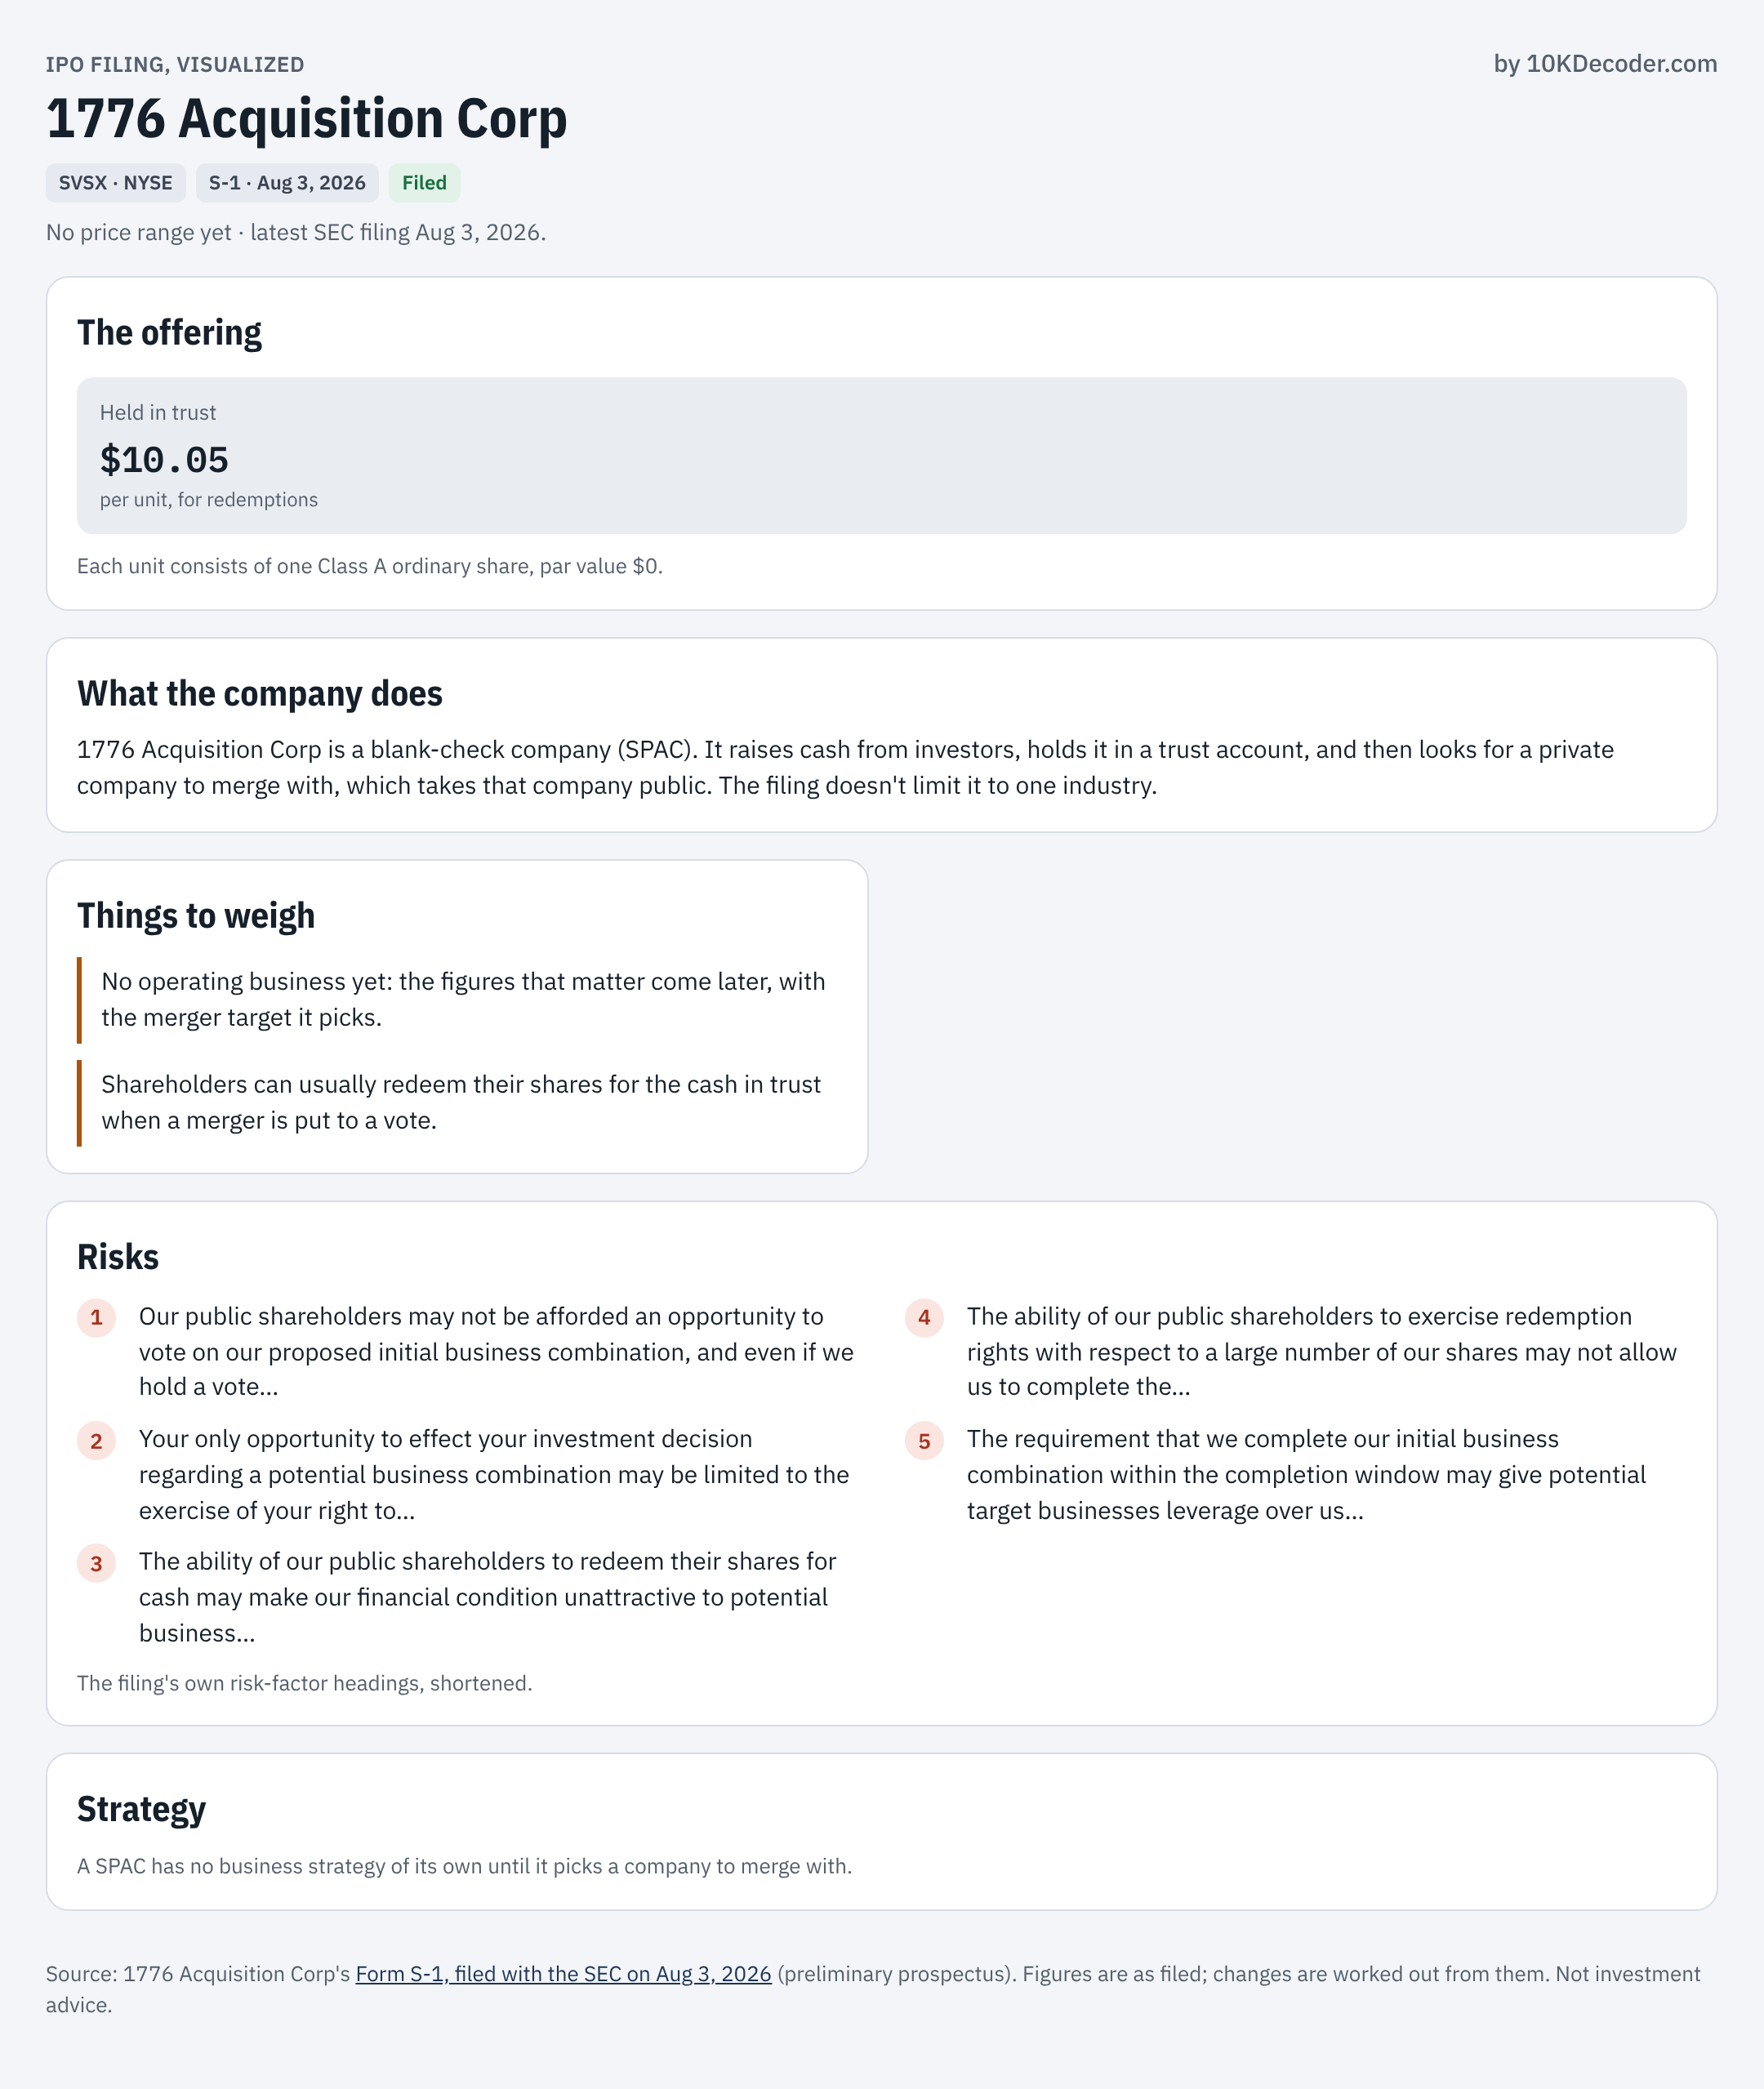 IPO FILING, VISUALIZED
by 10KDecoder.com
1776 Acquisition Corp
SVSX · NYSE
S-1 · Aug 3, 2026
Filed
No price range yet · latest SEC filing Aug 3, 2026.
The offering
Held in trust
$10.05
per unit, for redemptions
Each unit consists of one Class A ordinary share, par value $0.
What the company does
1776 Acquisition Corp is a blank-check company (SPAC). It raises cash from investors, holds it in a trust account, and then looks for a private
company to merge with, which takes that company public. The filing doesn't limit it to one industry.
Things to weigh
No operating business yet: the figures that matter come later, with
the merger target it picks.
Shareholders can usually redeem their shares for the cash in trust
when a merger is put to a vote.
Risks
1
Our public shareholders may not be afforded an opportunity to
vote on our proposed initial business combination, and even if we
hold a vote...
2
Your only opportunity to effect your investment decision
regarding a potential business combination may be limited to the
exercise of your right to...
3
The ability of our public shareholders to redeem their shares for
cash may make our financial condition unattractive to potential
business...
4
The ability of our public shareholders to exercise redemption
rights with respect to a large number of our shares may not allow
us to complete the...
5
The requirement that we complete our initial business
combination within the completion window may give potential
target businesses leverage over us...
The filing's own risk-factor headings, shortened.
Strategy
A SPAC has no business strategy of its own until it picks a company to merge with.
Source: 1776 Acquisition Corp's Form S-1, filed with the SEC on Aug 3, 2026 (preliminary prospectus). Figures are as filed; changes are worked out from them. Not investment
advice.